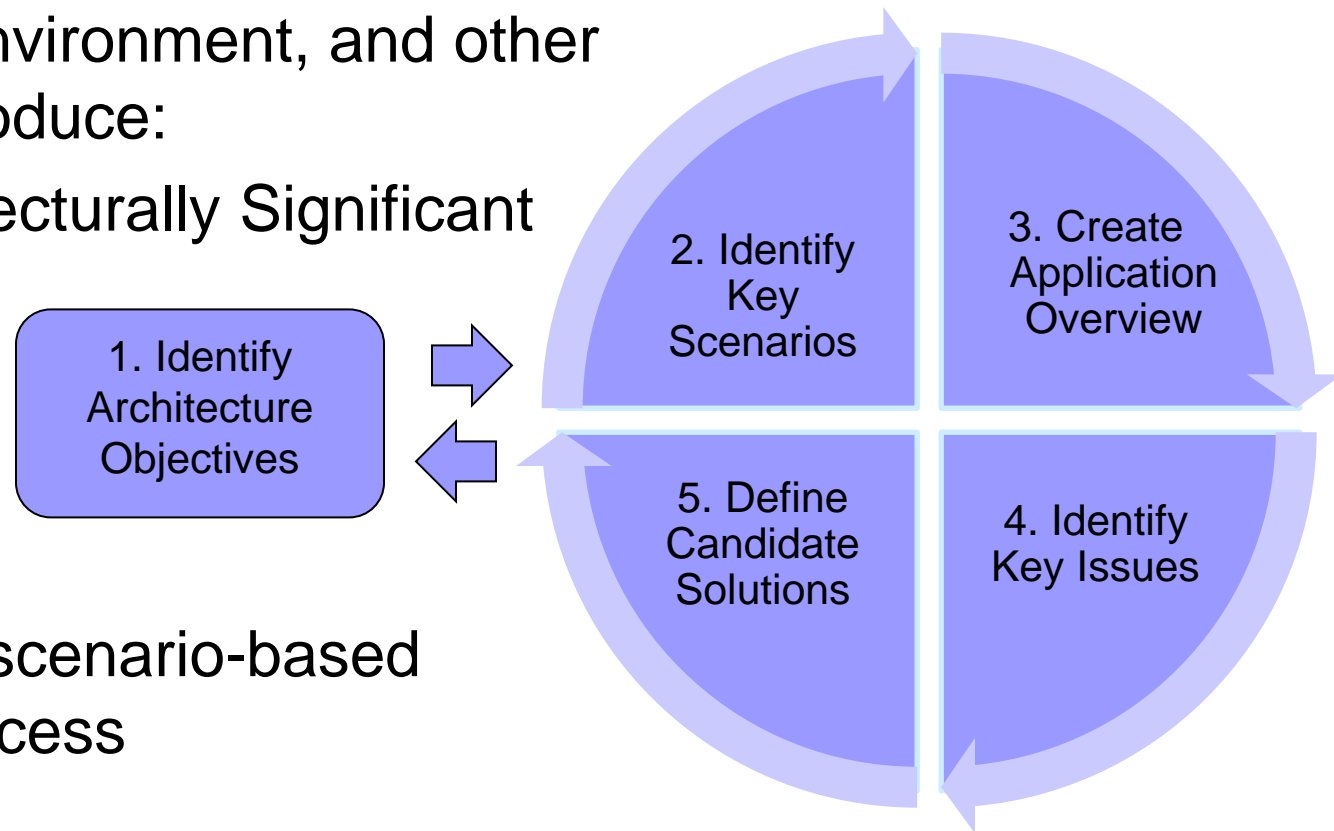 nvironment, and other
oduce:
ecturally Significant
1. Identify
Architecture
Objectives
scenario-based
cess
2. Identify
Key
Scenarios
3. Create
Application
Overview
4. Identify
Key Issues
5. Define
Candidate
Solutions